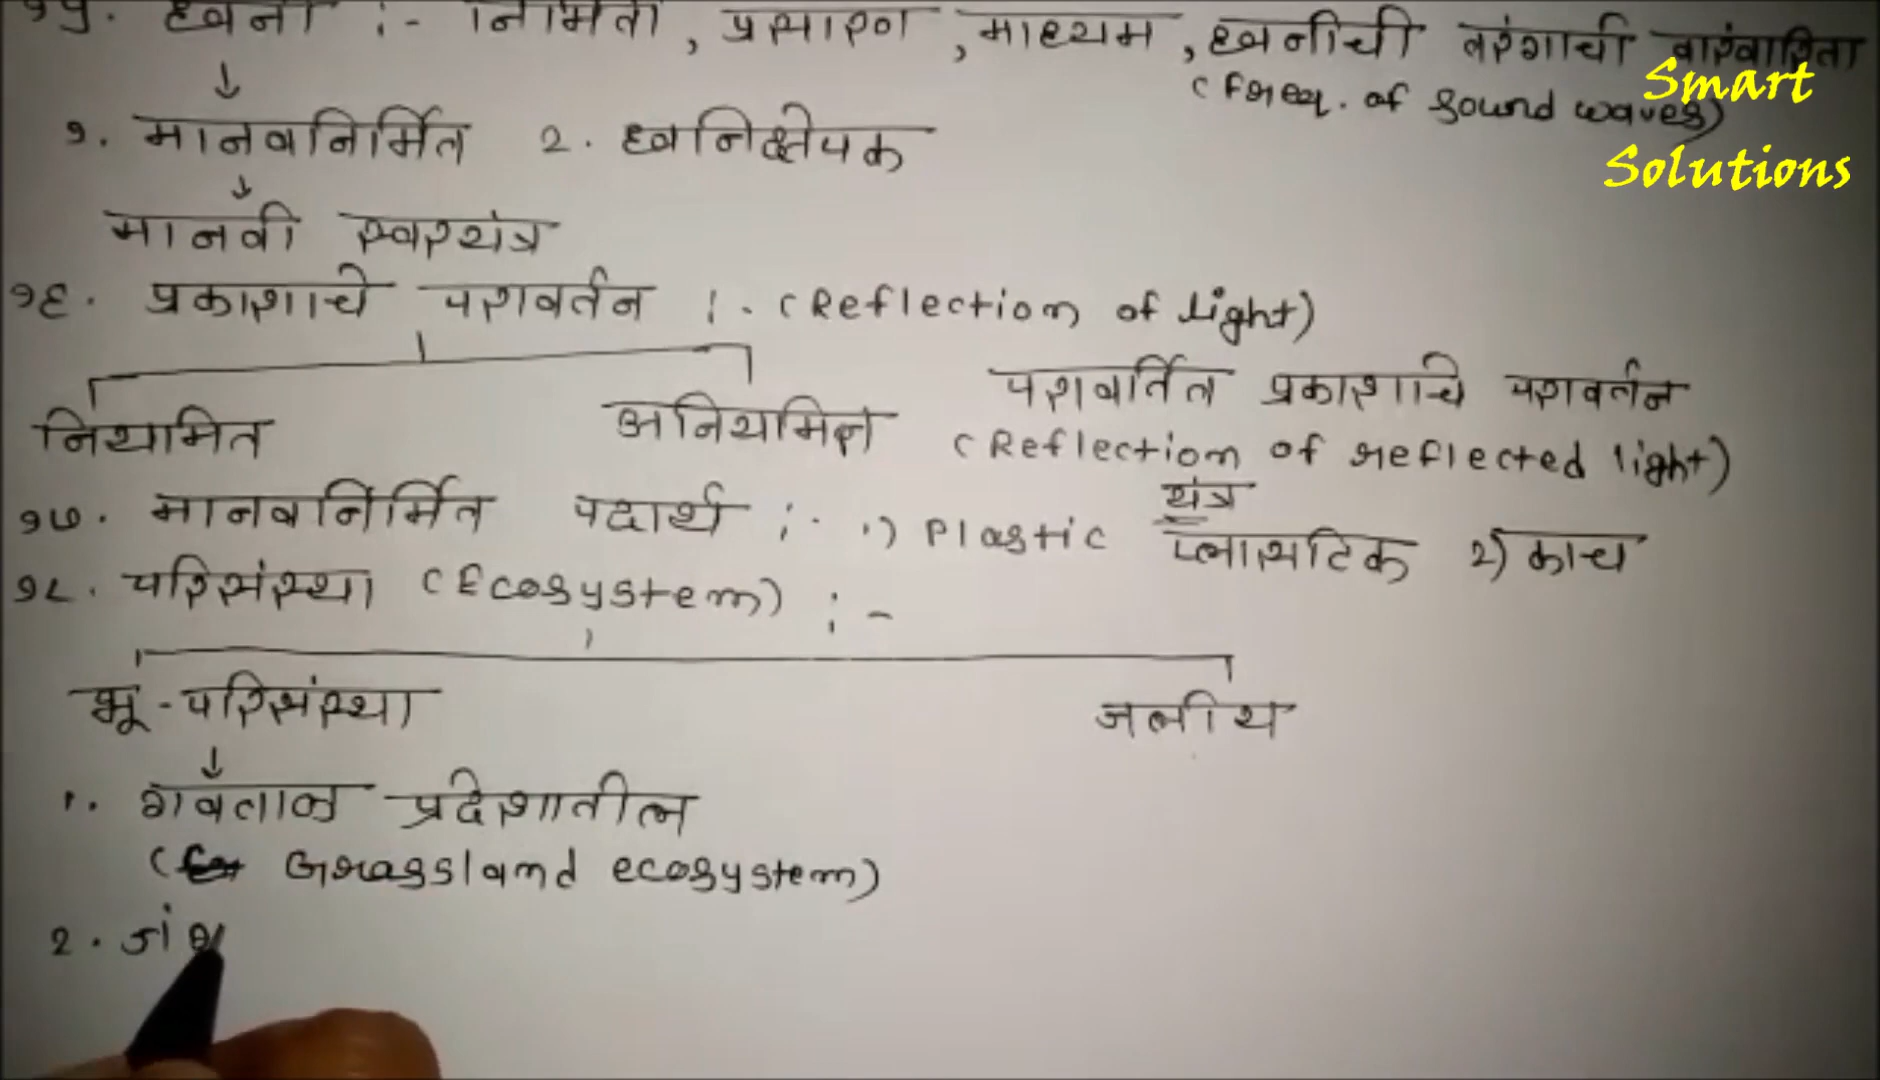 १५. ध्वनी :- निर्मिती, प्रसारण, माध्यम, ध्वनीची तरंगाची वारंवारिता
(Freq. of sound waves)
Smart
Solutions
१. मानवनिर्मित २. ध्वनिक्षेपक
मानवी स्वरयंत्र
१६. प्रकाशाचे परावर्तन :- (Reflection of light)
नियमित अनियमित परावर्तित प्रकाशाचे परावर्तन
(Reflection of reflected light)
यंत्र
१७. मानवनिर्मित पदार्थ :- १) Plastic प्लास्टिक २) काच
१८. परिसंस्था (Ecosystem) :-
भू-परिसंस्था जलीय
१. गवताळ प्रदेशातील
(Grassland ecosystem)
२. जंग